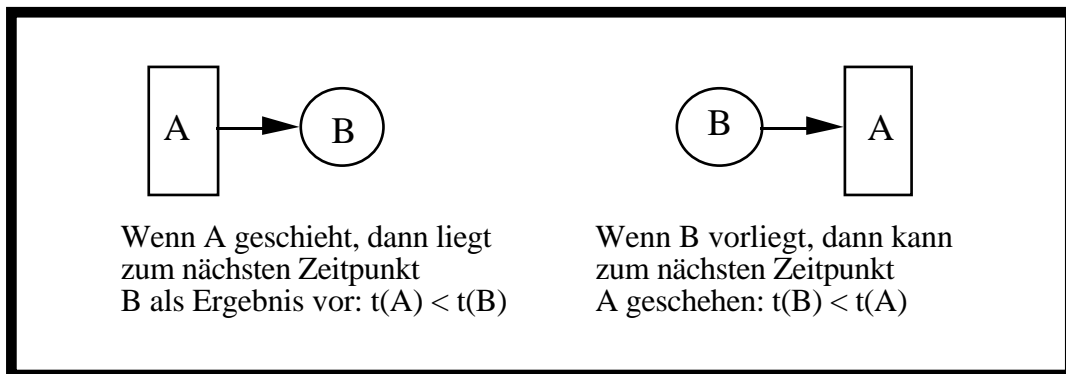 A
B
Wenn A geschieht, dann liegt
zum nächsten Zeitpunkt
B als Ergebnis vor: t(A) < t(B)
B
A
Wenn B vorliegt, dann kann
zum nächsten Zeitpunkt
A geschehen: t(B) < t(A)